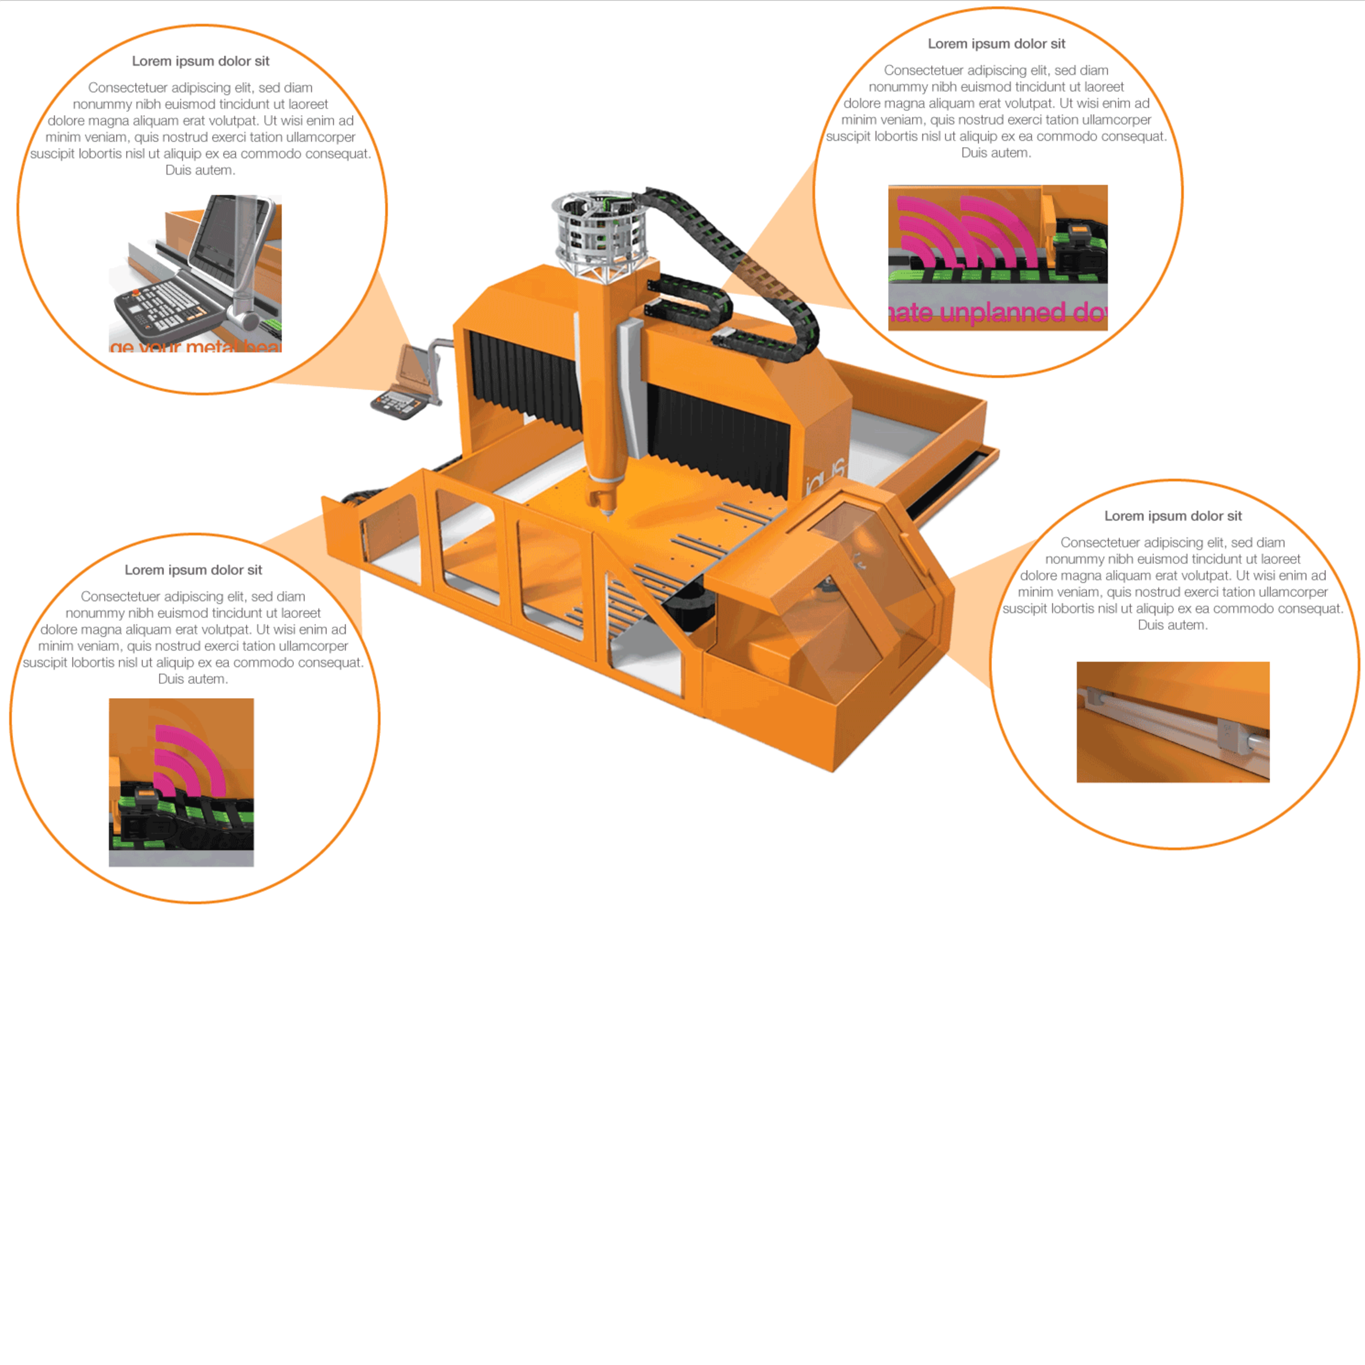 Lorem ipsum dolor sit
Consectetuer adipiscing elit, sed diam
nonummy nibh euismod tincidunt ut laoreet
dolore magna aliquam erat volutpat. Ut wisi enim ad
minim veniam, quis nostrud exerci tation ullamcorper
suscipit lobortis nisl ut aliquip ex ea commodo consequat.
Duis autem.
ge your metal
Lorem ipsum dolor sit
Consectetuer adipiscing elit, sed diam
nonummy nibh euismod tincidunt ut laoreet
dolore magna aliquam erat volutpat. Ut wisi enim ad
minim veniam, quis nostrud exerci tation ullamcorper
suscipit lobortis nisl ut aliquip ex ea commodo consequat.
Duis autem.
nate unplanned do
igus
Lorem ipsum dolor sit
Consectetuer adipiscing elit, sed diam
nonummy nibh euismod tincidunt ut laoreet
dolore magna aliquam erat volutpat. Ut wisi enim ad
minim veniam, quis nostrud exerci tation ullamcorper
suscipit lobortis nisl ut aliquip ex ea commodo consequat.
Duis autem.
Lorem ipsum dolor sit
Consectetuer adipiscing elit, sed diam
nonummy nibh euismod tincidunt ut laoreet
dolore magna aliquam erat volutpat. Ut wisi enim ad
minim veniam, quis nostrud exerci tation ullamcorper
suscipit lobortis nisl ut aliquip ex ea commodo consequat.
Duis autem.